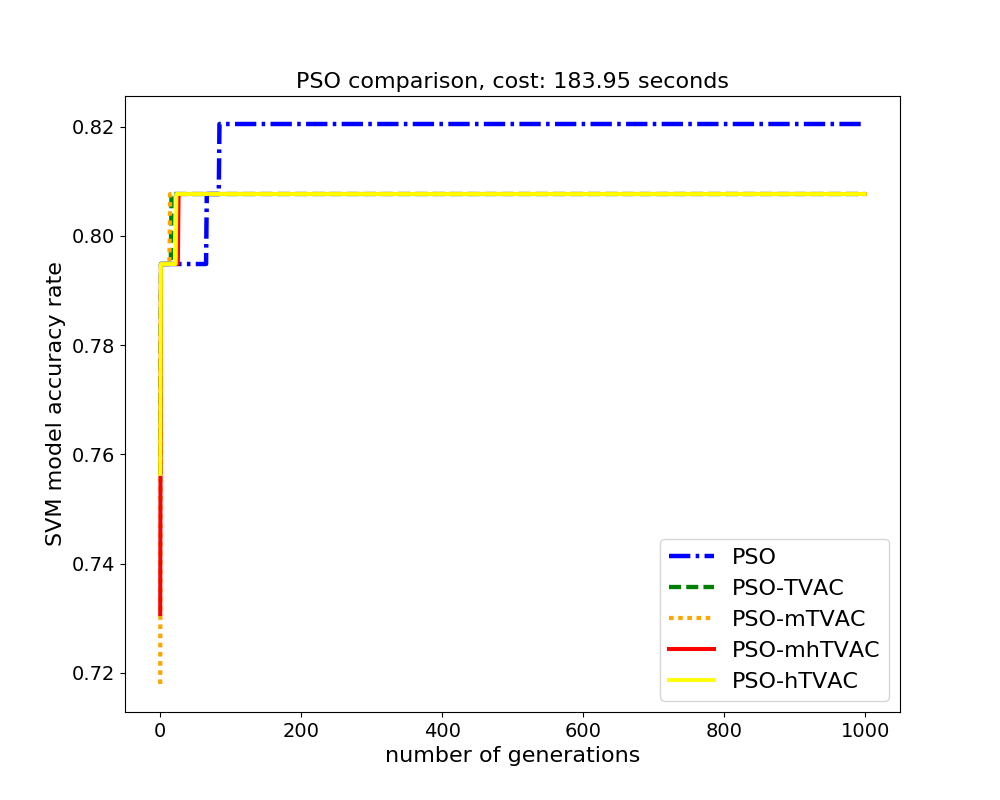 PSO comparison, cost: 183.95 seconds
SVM model accuracy rate
0.82
0.80
0.78
0.76
0.74
0.72
PSO
PSO-TVAC
PSO-mTVAC
PSO-mhTVAC
PSO-hTVAC
0 200 400 600 800 1000
number of generations